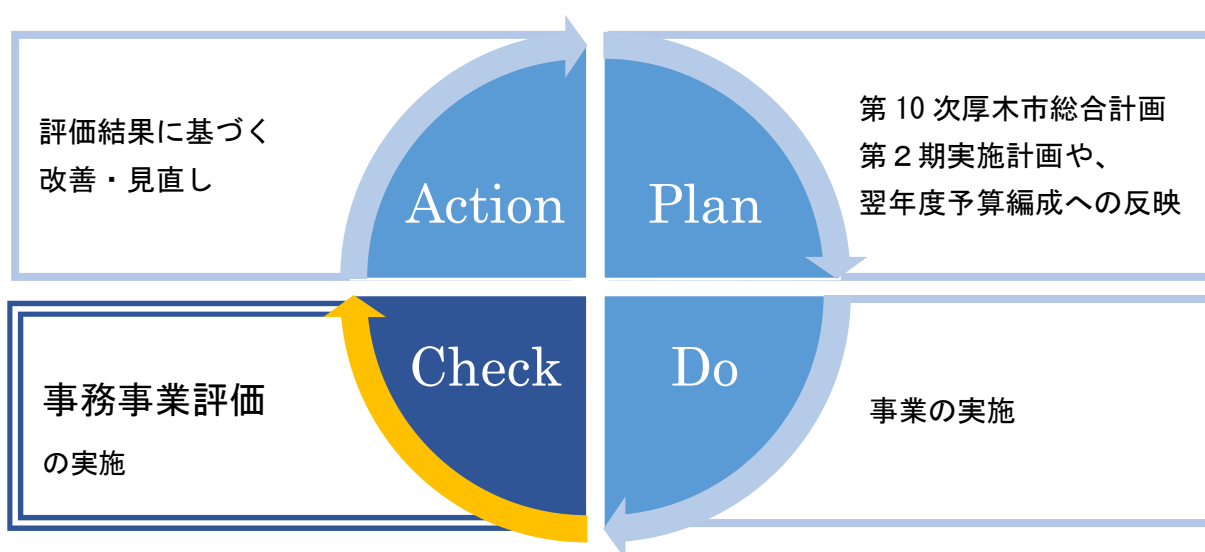 評価結果に基づく
改善・見直し
Action
Plan
第 10 次厚木市総合計画
第２期実施計画や、
翌年度予算編成への反映
事務事業評価
の実施
Check
Do
事業の実施